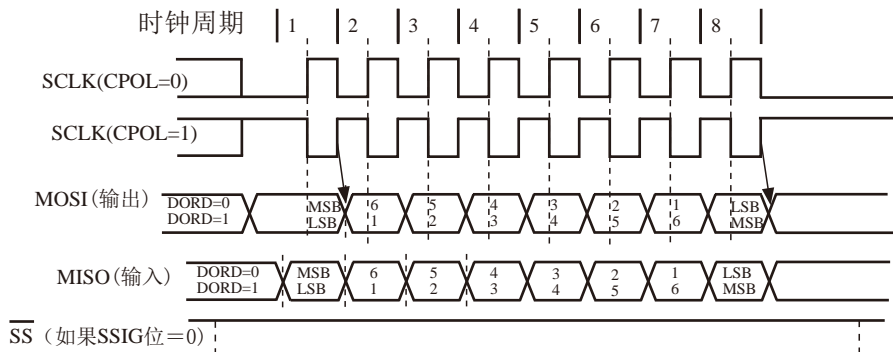 时钟周期 1 2 3 4 5 6 7 8
SCLK(CPOL=0)
SCLK(CPOL=1)
MOSI(输出) DORD=0 MSB 6 5 4 3 2 1 LSB
DORD=1 LSB 1 2 3 4 5 6 MSB
MISO(输入) DORD=0 MSB 6 5 4 3 2 1 LSB
DORD=1 LSB 1 2 3 4 5 6 MSB
SS (如果SSIG位=0)